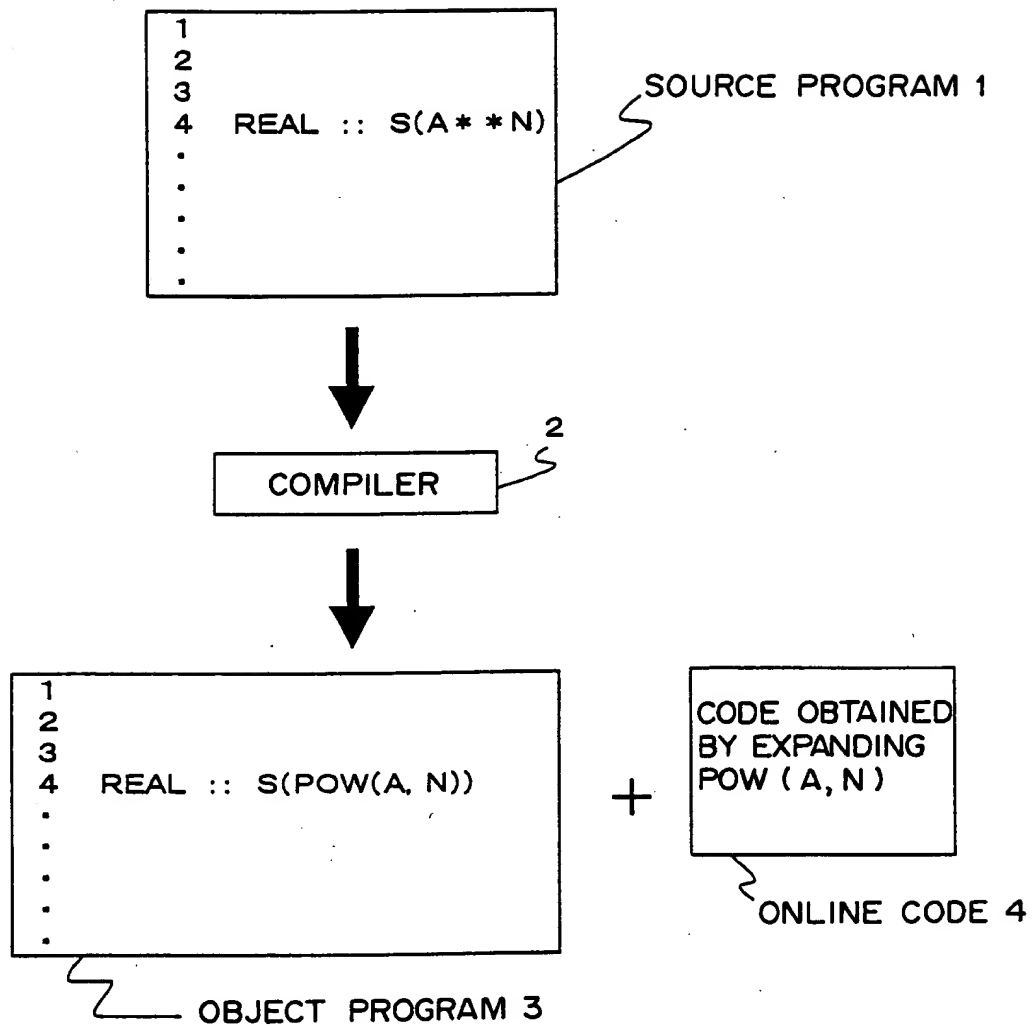 1
2
3
4 REAL :: S(A* *N)
.
.
.
.
.
SOURCE PROGRAM 1
2
COMPILER
1
2
3
4 REAL :: S(POW(A, N))
.
.
.
.
.
+
CODE OBTAINED
BY EXPANDING
POW (A, N)
ONLINE CODE 4
OBJECT PROGRAM 3